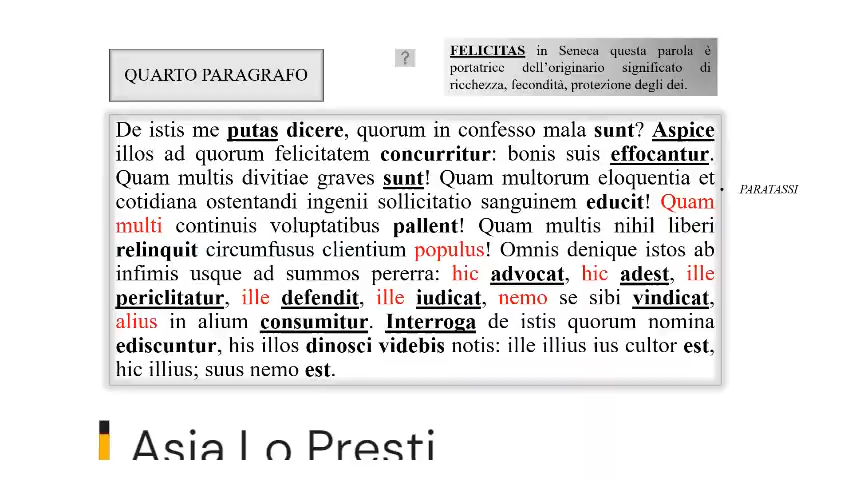 QUARTO PARAGRAFO
?
FELICITAS in Seneca questa parola è
portatrice dell'originario significato di
ricchezza, fecondità, protezione degli dei.
De istis me putas dicere, quorum in confesso mala sunt? Aspice
illos ad quorum felicitatem concurritur: bonis suis effocantur.
Quam multis divitiae graves sunt! Quam multorum eloquentia et
cotidiana ostentandi ingenii sollicitatio sanguinem educit! Quam
multi continuis voluptatibus pallent! Quam multis nihil liberi
relinquit circumfusus clientium populus! Omnis denique istos ab
infimis usque ad summos pererra: hic advocat, hic adest, ille
periclitatur, ille defendit, ille iudicat, nemo se sibi vindicat,
alius in alium consumitur. Interroga de istis quorum nomina
ediscuntur, his illos dinosci videbis notis: ille illius ius cultor est,
hic illius; suus nemo est.
• PARATASSI
Asia Lo Presti